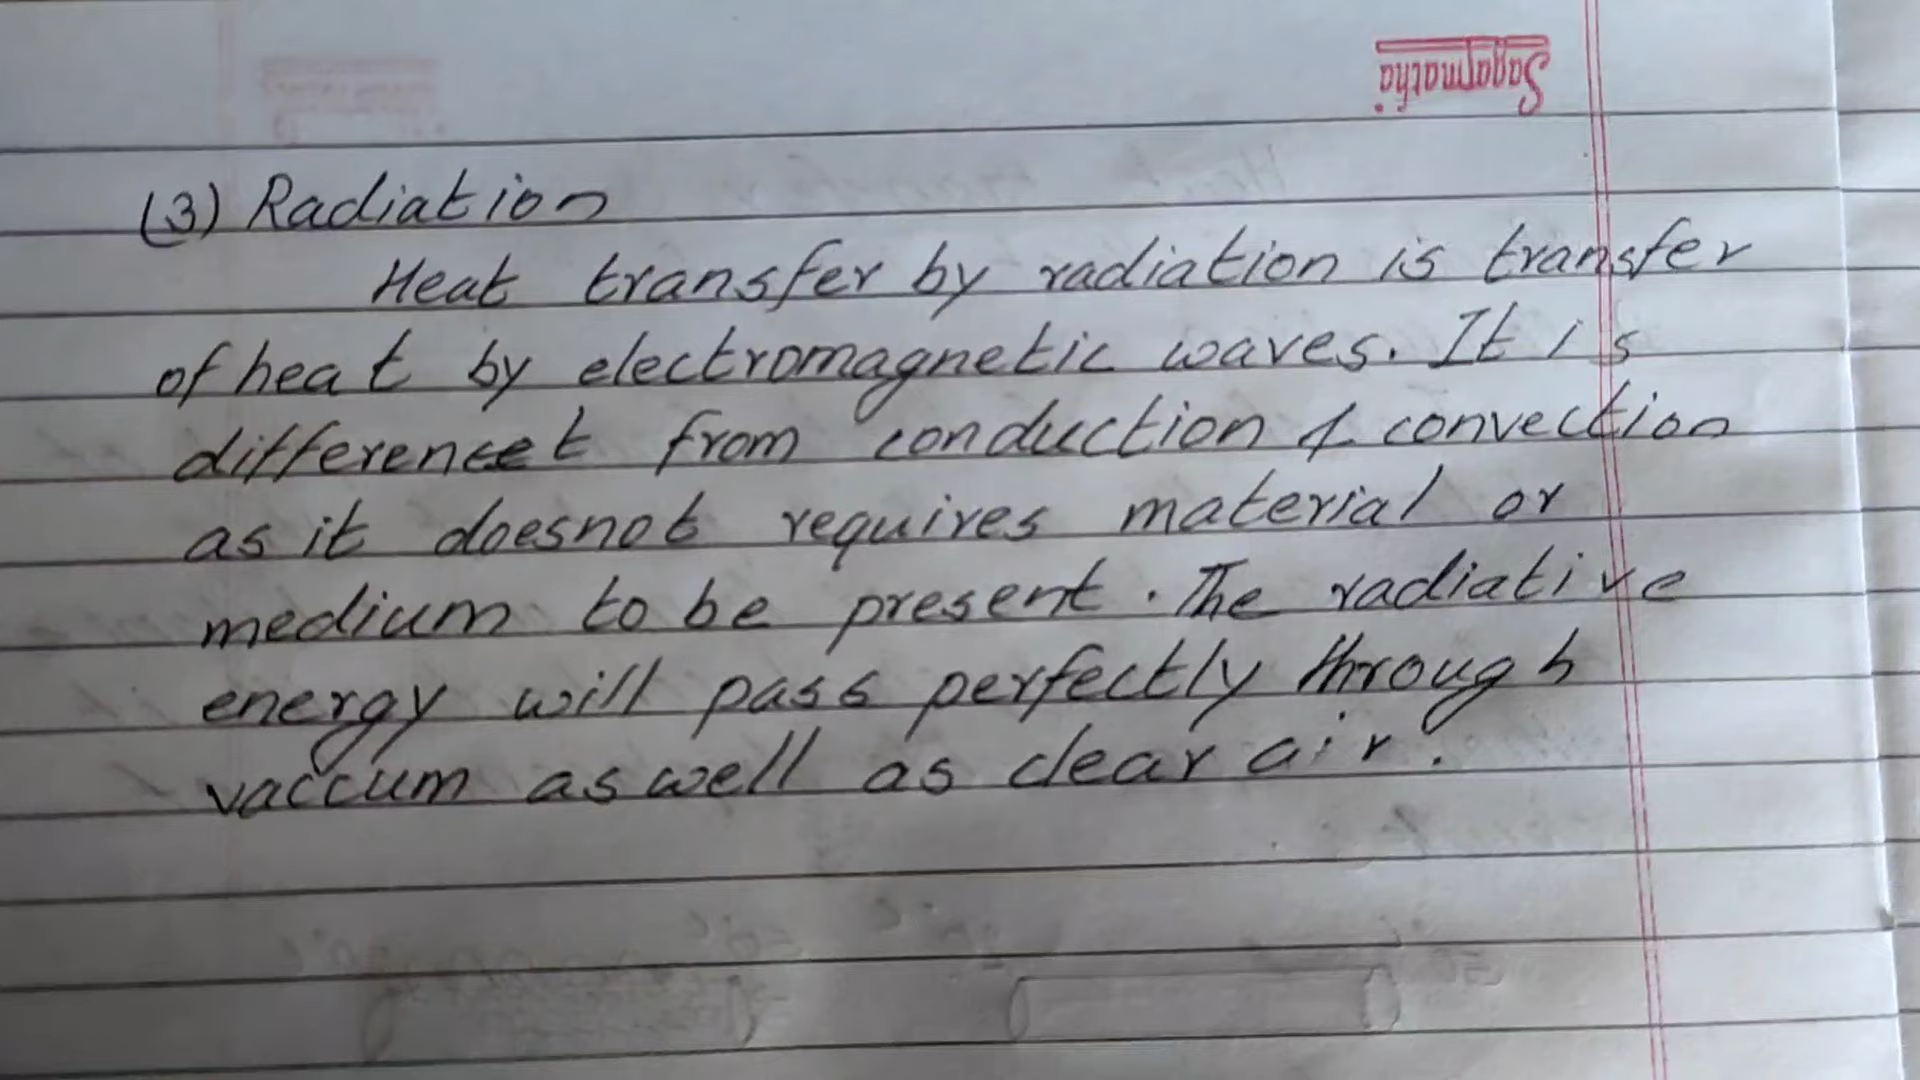 Sagarmatha
(3) Radiation
Heat transfer by radiation is transfer
of heat by electromagnetic waves. It is
differenceet from conduction & convection
as it doesnot requires material or
medium to be present. The radiative
energy will pass perfectly through
vaccum as well as clear air.